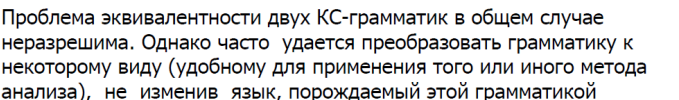 Проблема эквивалентности двух КС-грамматик в общем случае
неразрешима. Однако часто удается преобразовать грамматику к
некоторому виду (удобному для применения того или иного метода
анализа), не изменив язык, порождаемый этой грамматикой